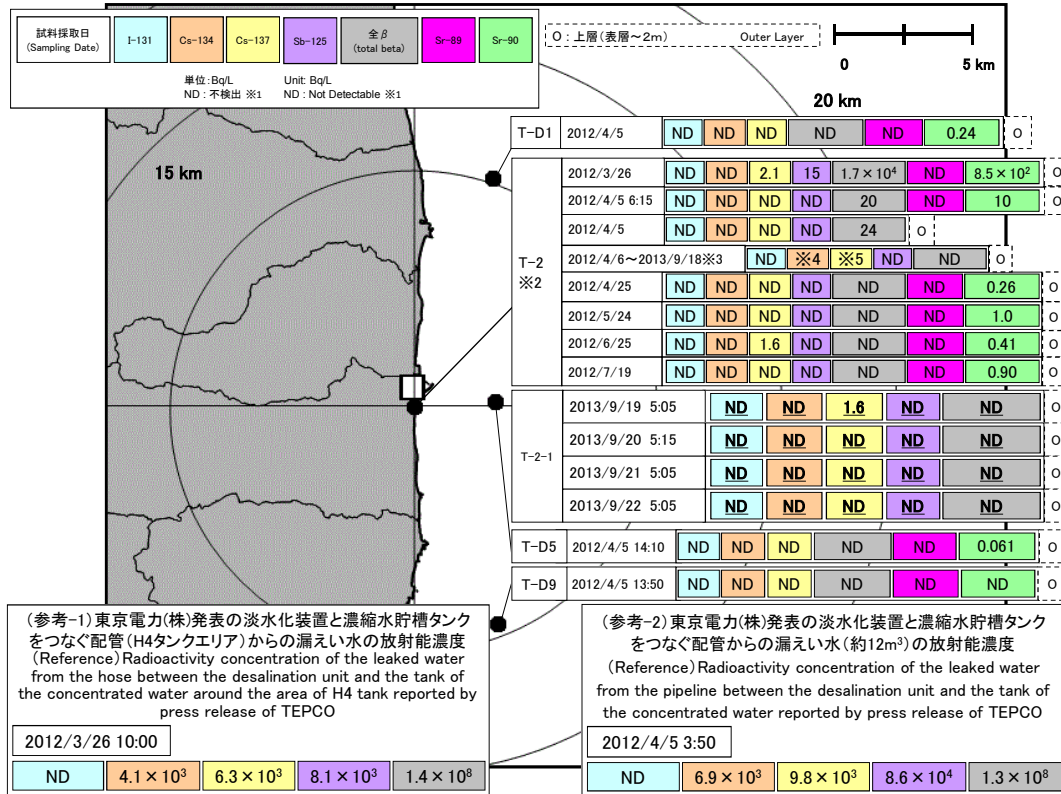 試料採取日
(Sampling Date)
I-131
Cs-134
Cs-137
Sb-125
全β
(total beta)
Sr-89
Sr-90
単位:Bq/L Unit: Bq/L
ND : 不検出 ※1 ND : Not Detectable ※1
O : 上層(表層~2m) Outer Layer
0 5 km
20 km
15 km
T-D1 2012/4/5 ND ND ND ND ND 0.24 O
T-2
※2
2012/3/26 ND ND 2.1 15 1.7×10⁴ ND 8.5×10² O
2012/4/5 6:15 ND ND ND ND 20 ND 10 O
2012/4/5 ND ND ND ND 24 O
2012/4/6~2013/9/18※3 ND ※4 ※5 ND ND O
2012/4/25 ND ND ND ND ND ND 0.26 O
2012/5/24 ND ND ND ND ND ND 1.0 O
2012/6/25 ND ND 1.6 ND ND ND 0.41 O
2012/7/19 ND ND ND ND ND ND 0.90 O
T-2-1
2013/9/19 5:05 ND ND 1.6 ND ND O
2013/9/20 5:15 ND ND ND ND ND O
2013/9/21 5:05 ND ND ND ND ND O
2013/9/22 5:05 ND ND ND ND ND O
T-D5 2012/4/5 14:10 ND ND ND ND ND 0.061 O
T-D9 2012/4/5 13:50 ND ND ND ND ND ND O
(参考-1)東京電力(株)発表の淡水化装置と濃縮水貯槽タンク
をつなぐ配管(H4タンクエリア)からの漏えい水の放射能濃度
(Reference)Radioactivity concentration of the leaked water
from the hose between the desalination unit and the tank of
the concentrated water around the area of H4 tank reported by
press release of TEPCO
2012/3/26 10:00
ND 4.1×10³ 6.3×10³ 8.1×10³ 1.4×10⁸
(参考-2)東京電力(株)発表の淡水化装置と濃縮水貯槽タンク
をつなぐ配管からの漏えい水(約12m³)の放射能濃度
(Reference)Radioactivity concentration of the leaked water
from the pipeline between the desalination unit and the tank of
the concentrated water reported by press release of TEPCO
2012/4/5 3:50
ND 6.9×10³ 9.8×10³ 8.6×10⁴ 1.3×10⁸